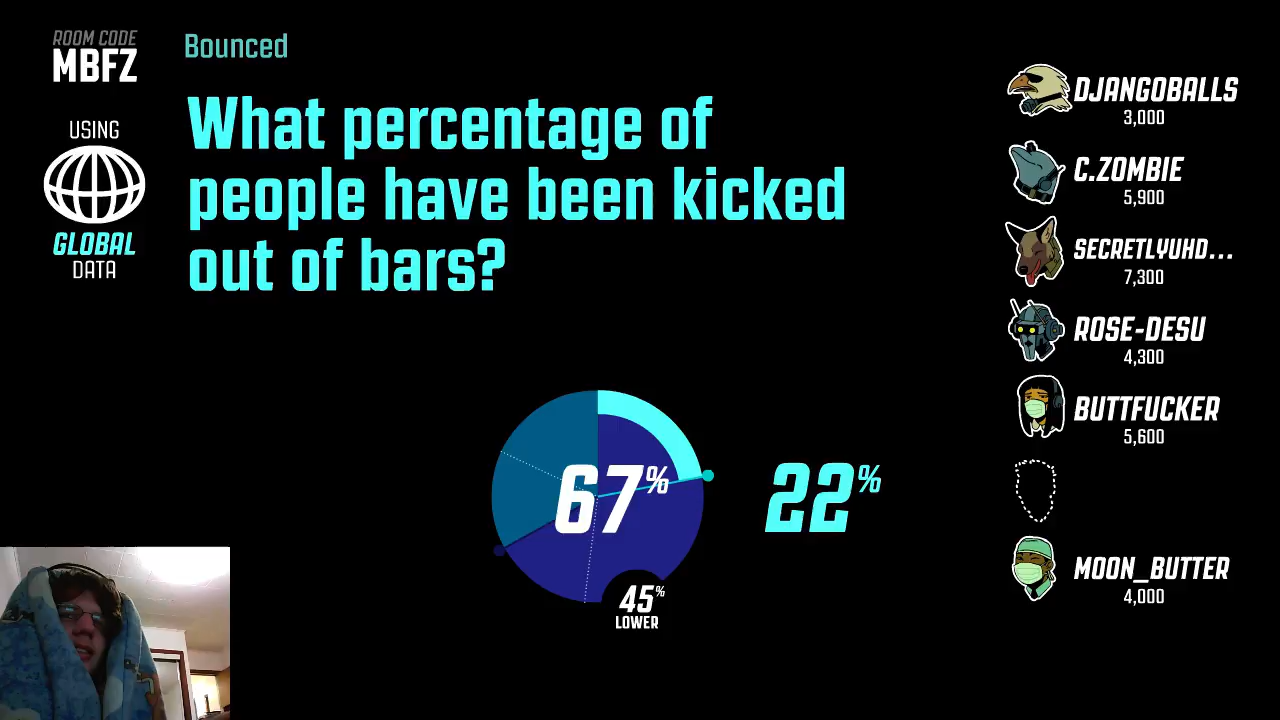 ROOM CODE
MBFZ
USING
GLOBAL
DATA
Bounced
What percentage of
people have been kicked
out of bars?
67%
22%
45%
LOWER
DJANGOBALLS
3,000
C.ZOMBIE
5,900
SECRETLYUHD...
7,300
ROSE-DESU
4,300
BUTTFUCKER
5,600
MOON_BUTTER
4,000